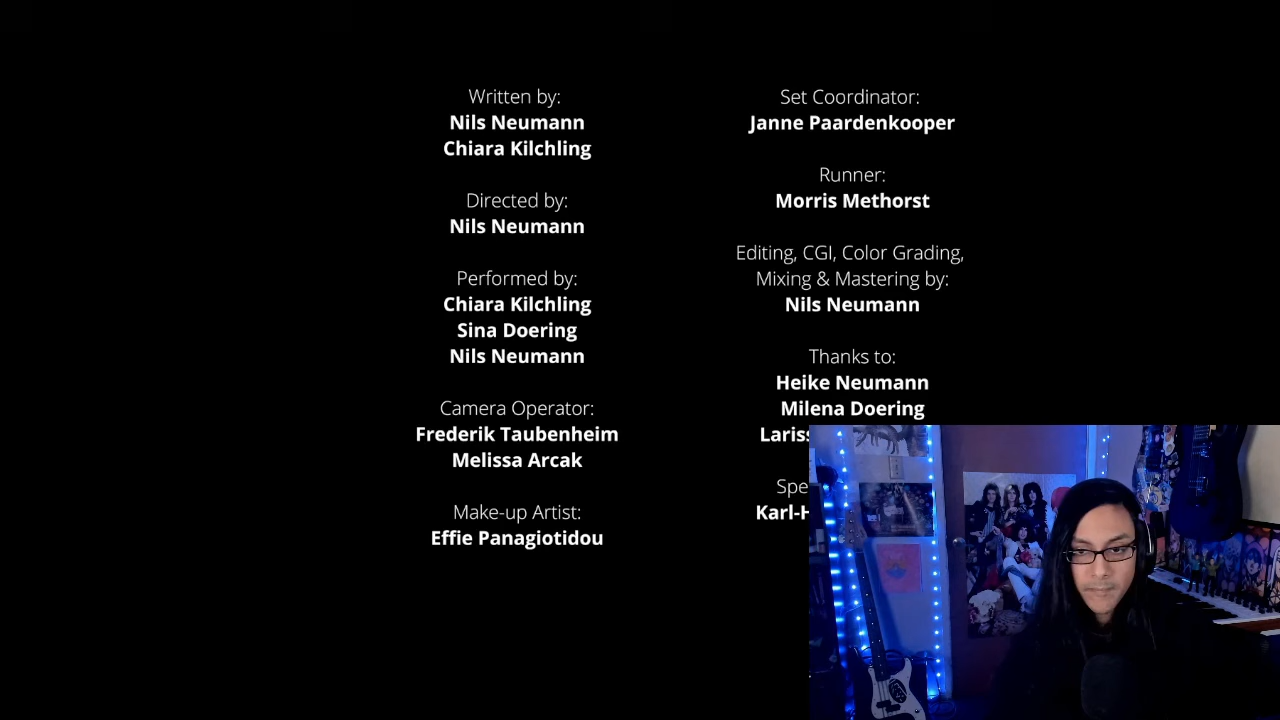 Written by:
Nils Neumann
Chiara Kilchling
Directed by:
Nils Neumann
Performed by:
Chiara Kilchling
Sina Doering
Nils Neumann
Camera Operator:
Frederik Taubenheim
Melissa Arcak
Make-up Artist:
Effie Panagiotidou
Set Coordinator:
Janne Paardenkooper
Runner:
Morris Methorst
Editing, CGI, Color Grading,
Mixing & Mastering by:
Nils Neumann
Thanks to:
Heike Neumann
Milena Doering